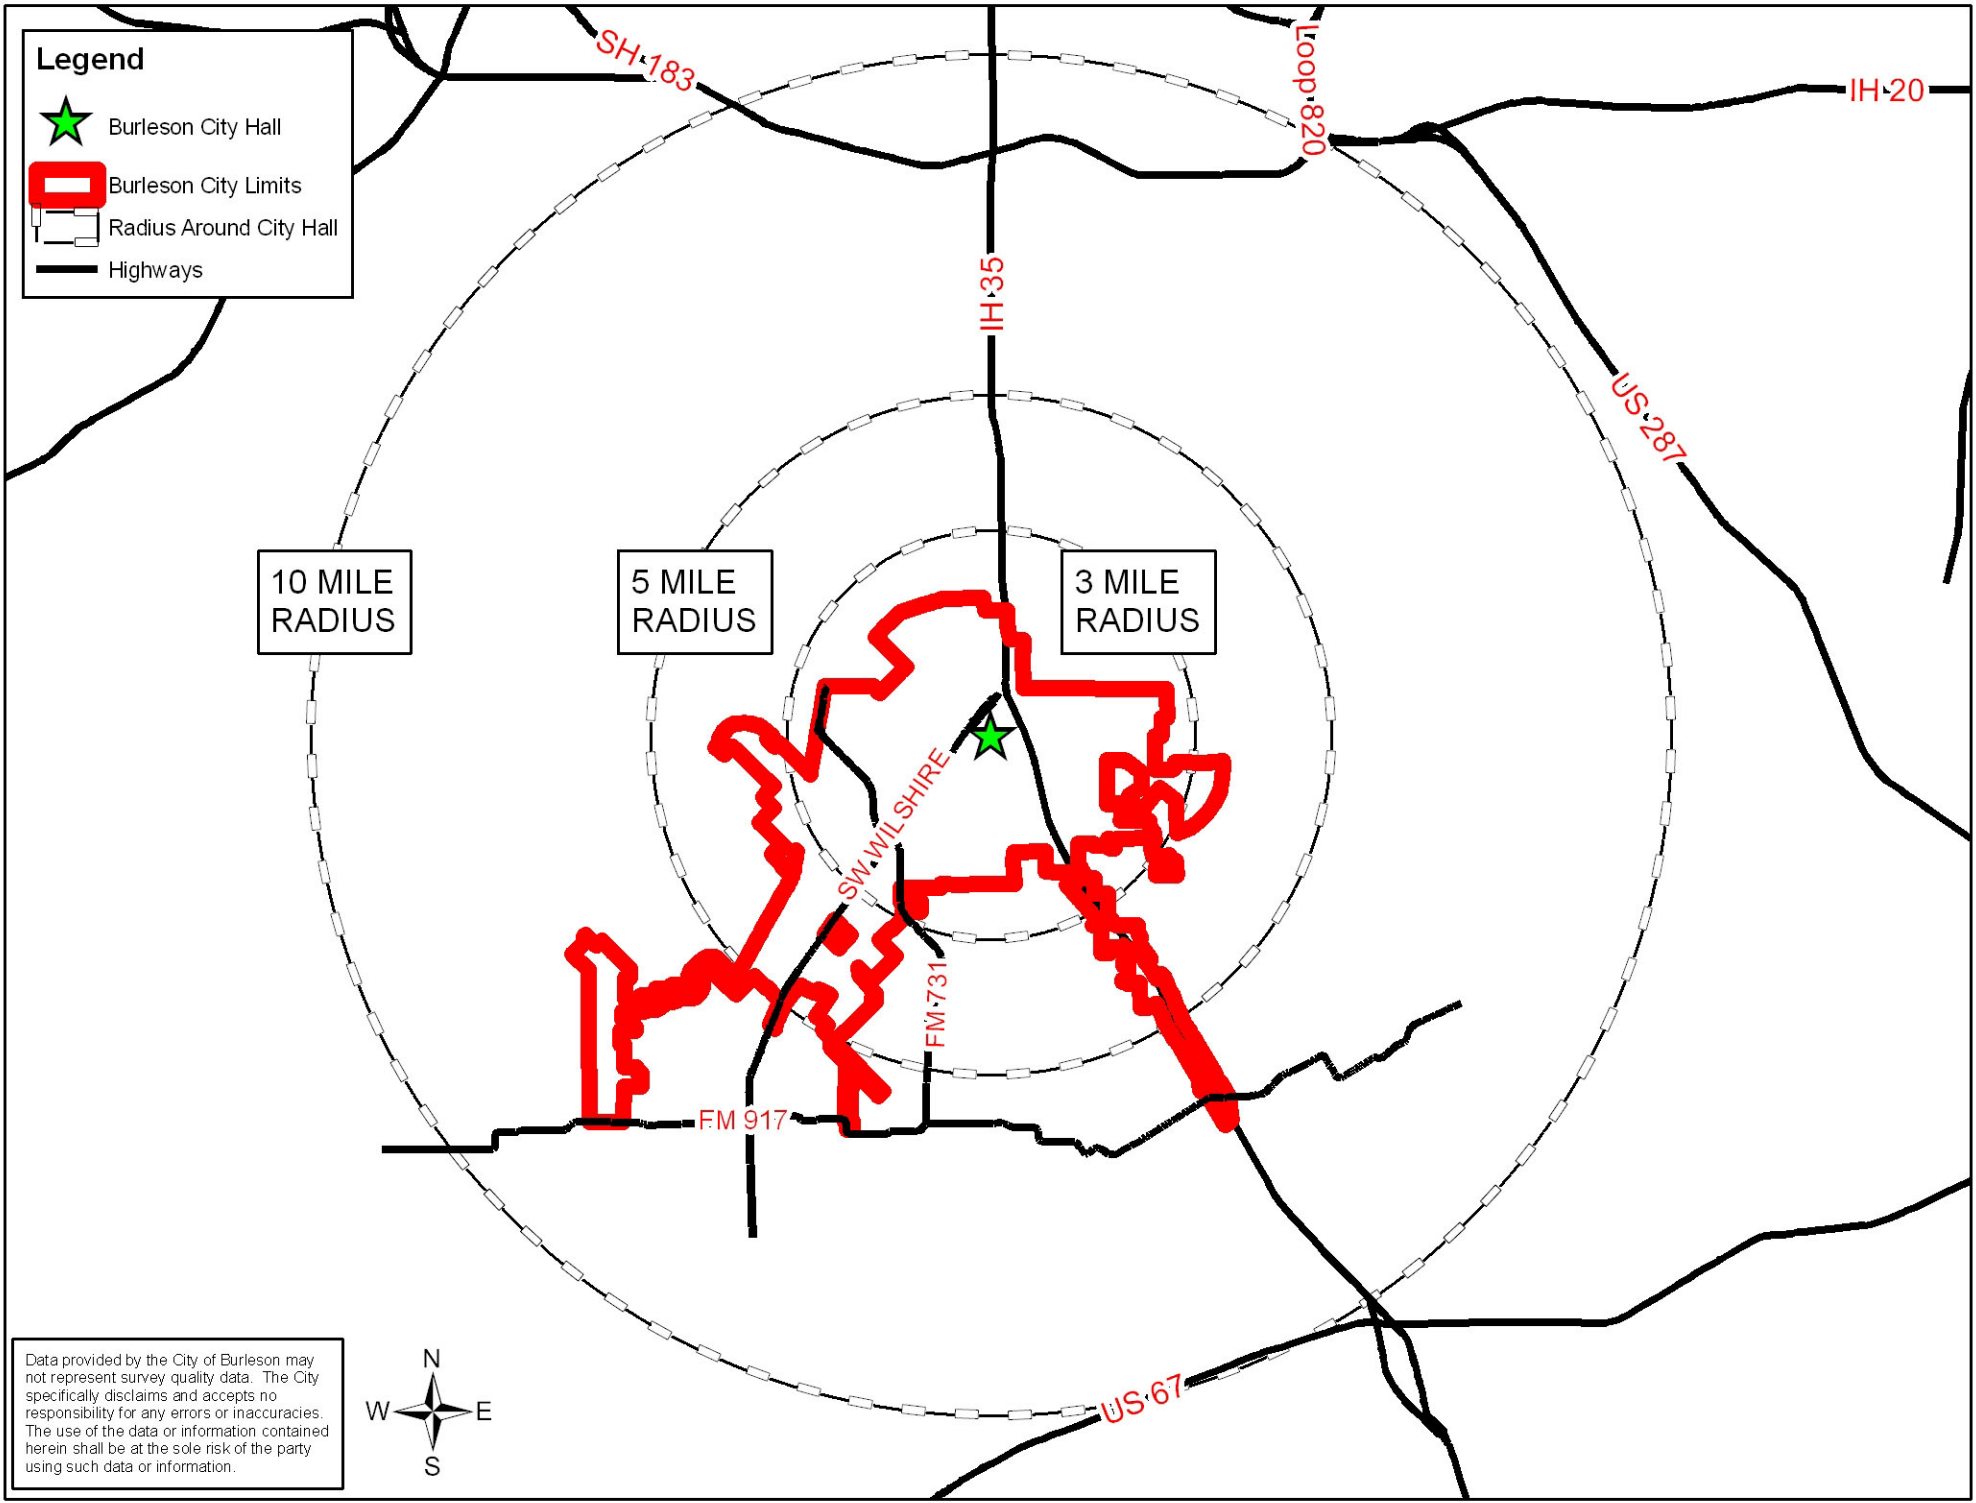 Legend
Burleson City Hall
Burleson City Limits
Radius Around City Hall
Highways
SH 183
Loop 820
IH 20
IH 35
US 287
10 MILE
RADIUS
5 MILE
RADIUS
3 MILE
RADIUS
SW WILSHIRE
FM 731
FM 917
US 67
Data provided by the City of Burleson may
not represent survey quality data. The City
specifically disclaims and accepts no
responsibility for any errors or inaccuracies.
The use of the data or information contained
herein shall be at the sole risk of the party
using such data or information.
N
W E
S